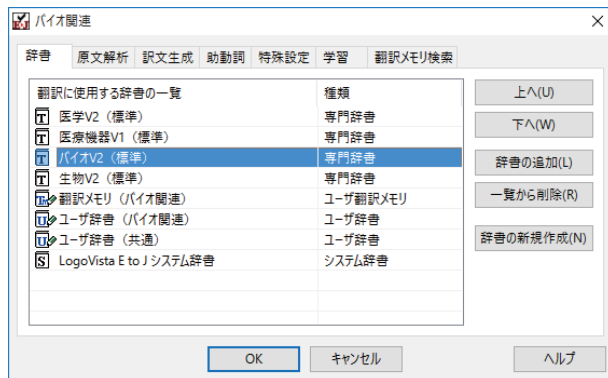 バイオ関連
辞書 原文解析 訳文生成 助動詞 特殊設定 学習 翻訳メモリ検索
翻訳に使用する辞書の一覧 種類
T 医学V2（標準） 専門辞書
T 医療機器V1（標準） 専門辞書
T バイオV2（標準） 専門辞書
T 生物V2（標準） 専門辞書
Tm 翻訳メモリ（バイオ関連） ユーザ翻訳メモリ
U ユーザ辞書（バイオ関連） ユーザ辞書
U ユーザ辞書（共通） ユーザ辞書
S LogoVista E to J システム辞書 システム辞書
上へ(U)
下へ(W)
辞書の追加(L)
一覧から削除(R)
辞書の新規作成(N)
OK キャンセル ヘルプ